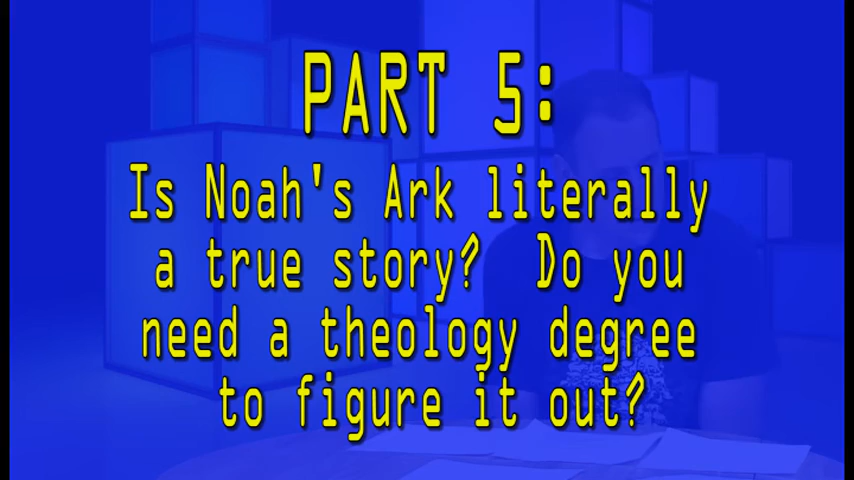 PART 5:
Is Noah's Ark literally
a true story? Do you
need a theology degree
to figure it out?